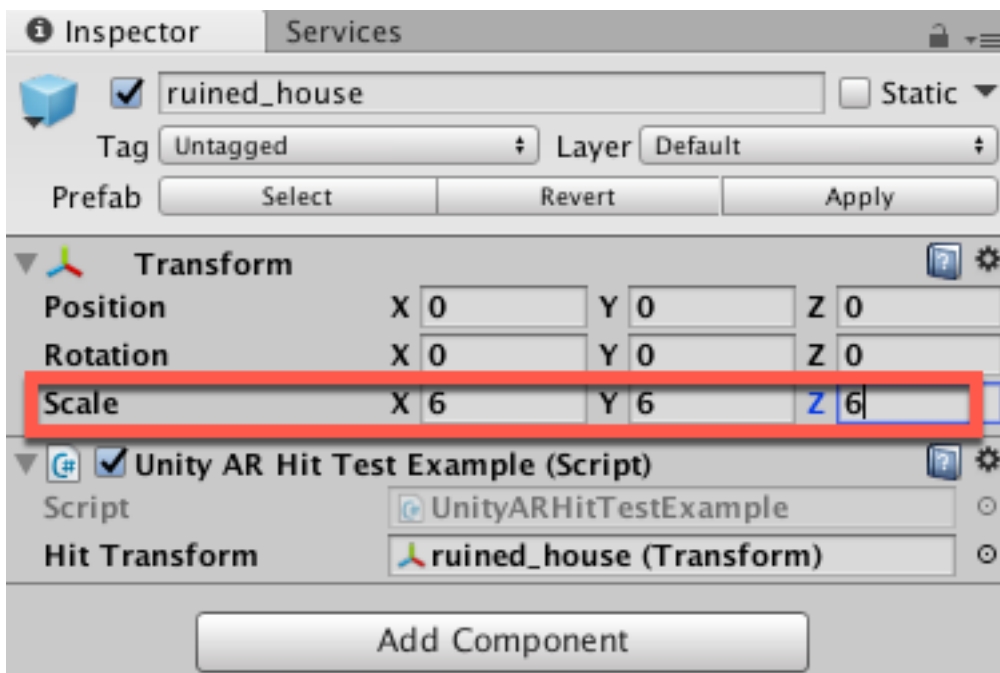 Inspector Services
ruined_house Static
Tag Untagged Layer Default
Prefab Select Revert Apply
Transform
Position X 0 Y 0 Z 0
Rotation X 0 Y 0 Z 0
Scale X 6 Y 6 Z 6
C# Unity AR Hit Test Example (Script)
Script C# UnityARHitTestExample
Hit Transform ruined_house (Transform)
Add Component